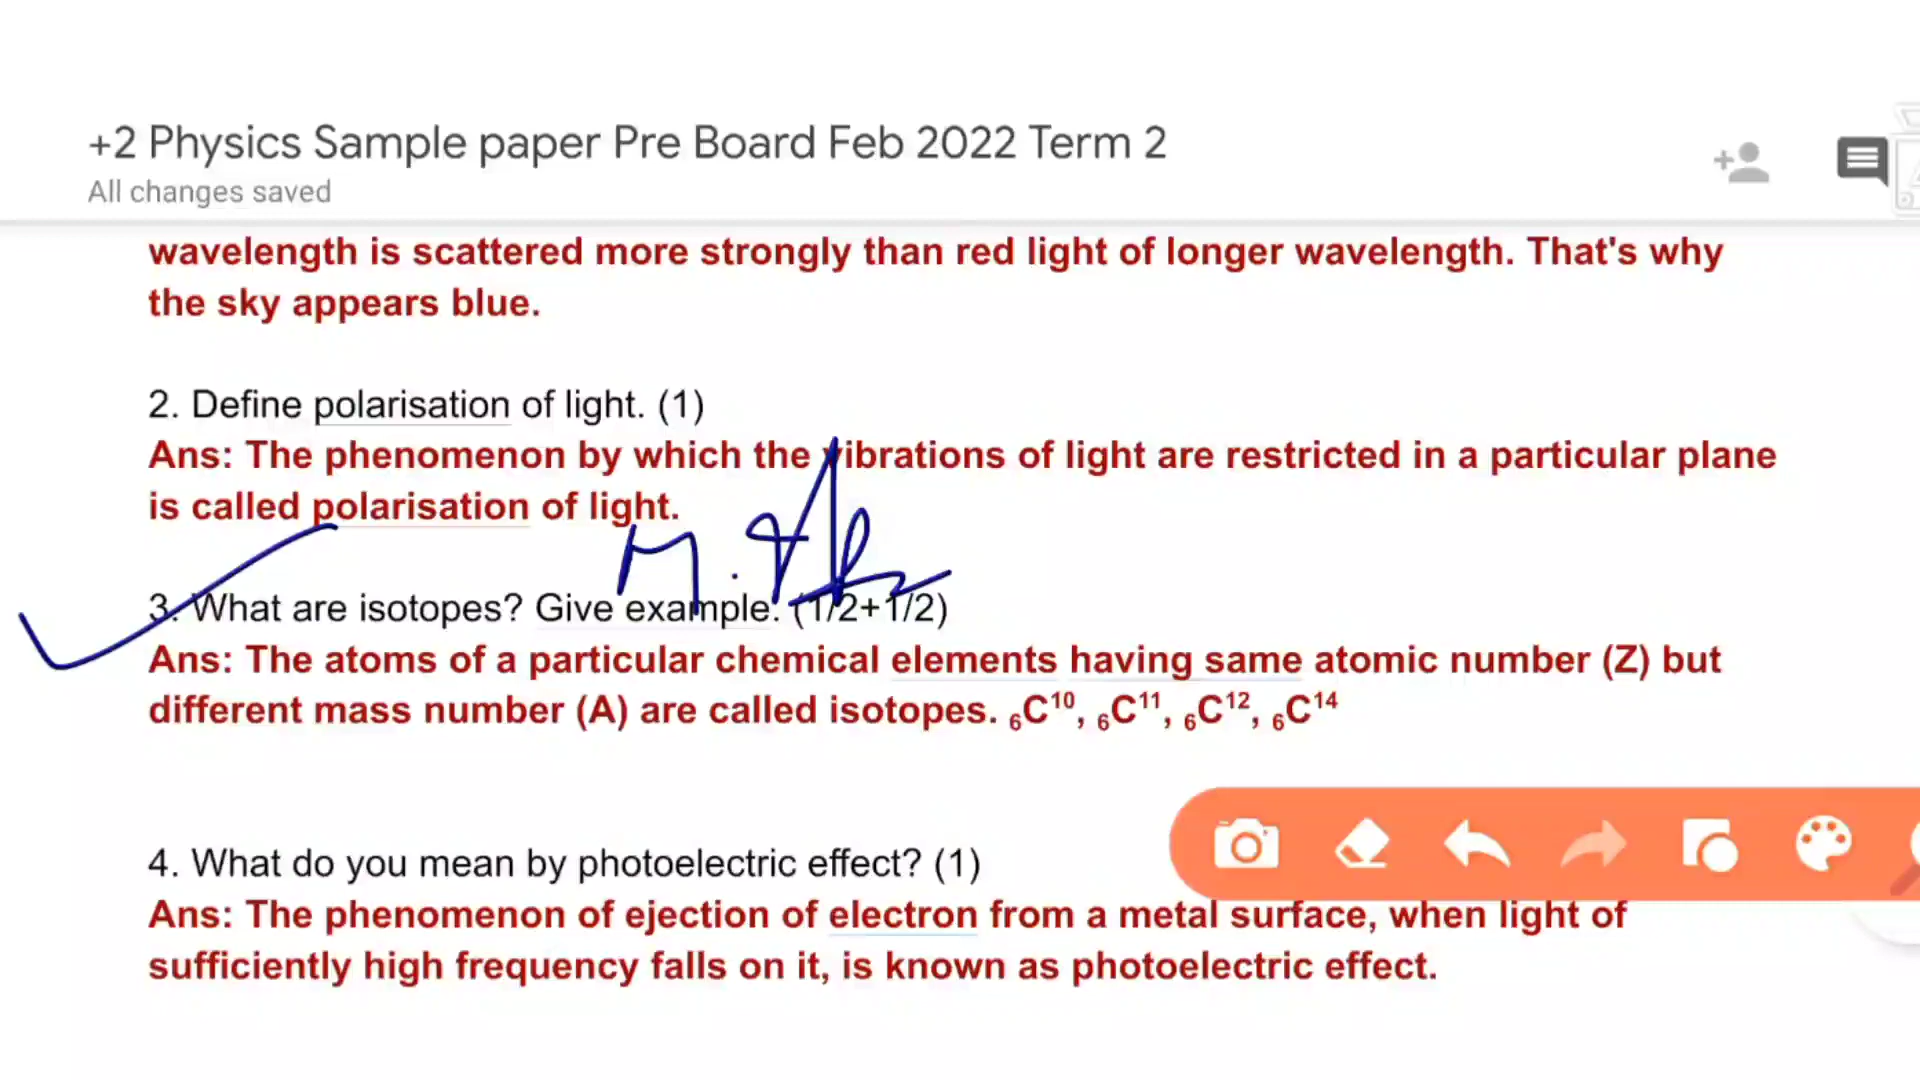 +2 Physics Sample paper Pre Board Feb 2022 Term 2
All changes saved
wavelength is scattered more strongly than red light of longer wavelength. That's why
the sky appears blue.
2. Define polarisation of light. (1)
Ans: The phenomenon by which the vibrations of light are restricted in a particular plane
is called polarisation of light.
3. What are isotopes? Give example. (1/2+1/2)
Ans: The atoms of a particular chemical elements having same atomic number (Z) but
different mass number (A) are called isotopes. ₆C¹⁰, ₆C¹¹, ₆C¹², ₆C¹⁴
4. What do you mean by photoelectric effect? (1)
Ans: The phenomenon of ejection of electron from a metal surface, when light of
sufficiently high frequency falls on it, is known as photoelectric effect.